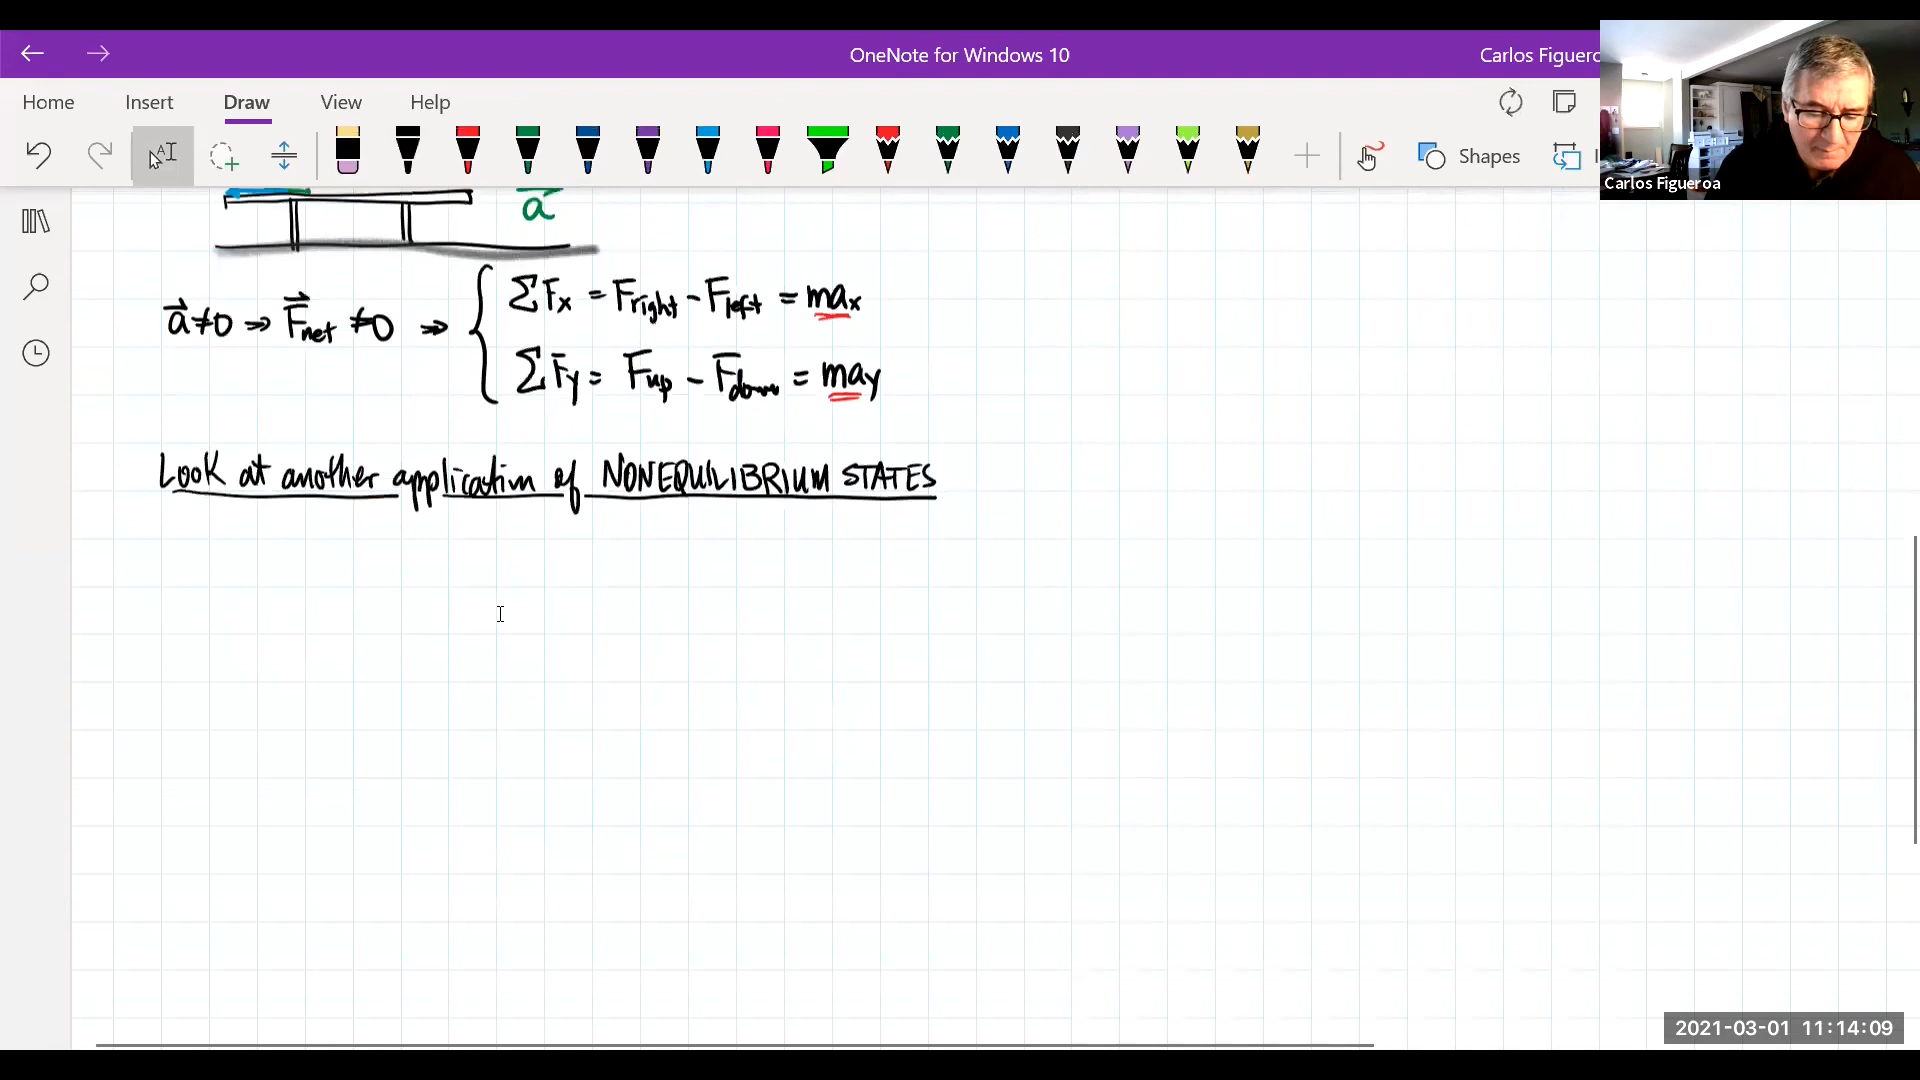 OneNote for Windows 10
Carlos Figuero
Home Insert Draw View Help
Shapes
Carlos Figueroa
a⃗
a⃗ ≠ 0 ⇒ F⃗net ≠ 0 ⇒
ΣFx = Fright - Fleft = max
ΣFy = Fup - Fdown = may
Look at another application of NONEQUILIBRIUM STATES
2021-03-01 11:14:09